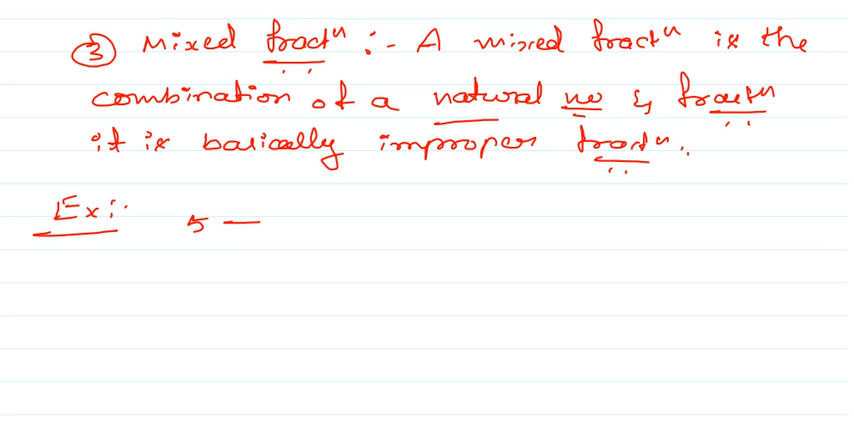 ③ Mixed fractⁿ :- A mixed fractⁿ is the
combination of a natural no & fractⁿ
it is basically improper fractⁿ.
Ex:- 5 —